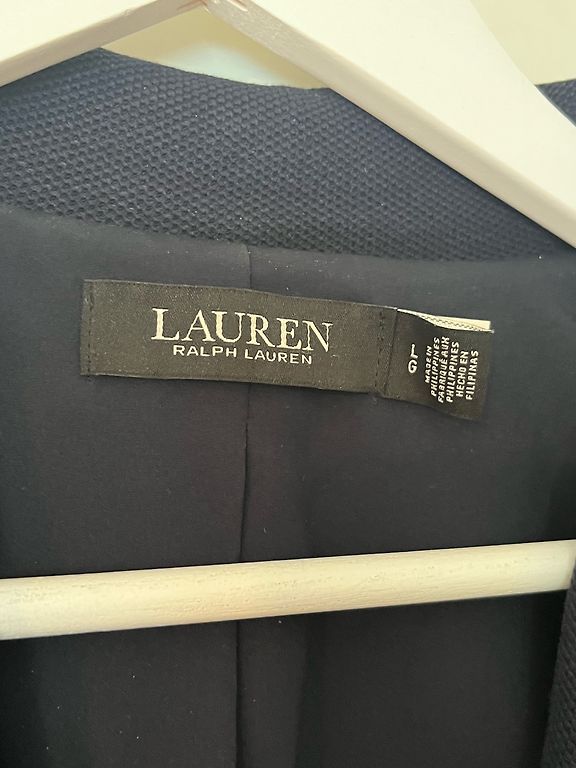 LAUREN
RALPH LAUREN
MADE IN
PHILIPPINES
FABRIQUÉ AUX
PHILIPPINES
HECHO EN
FILIPINAS